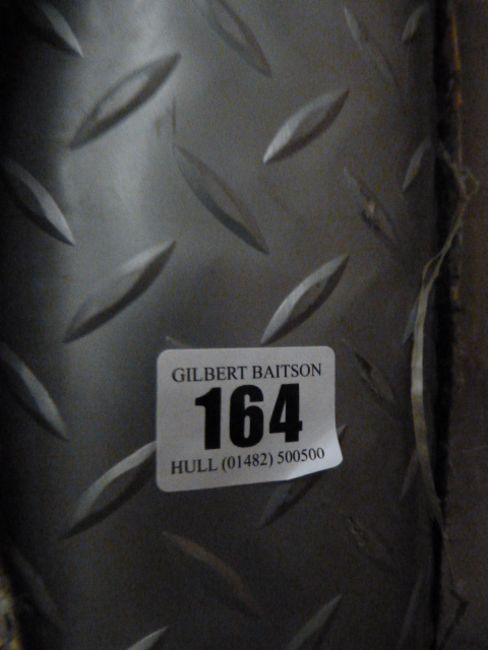 GILBERT BAITSON
164
HULL (01482) 500500